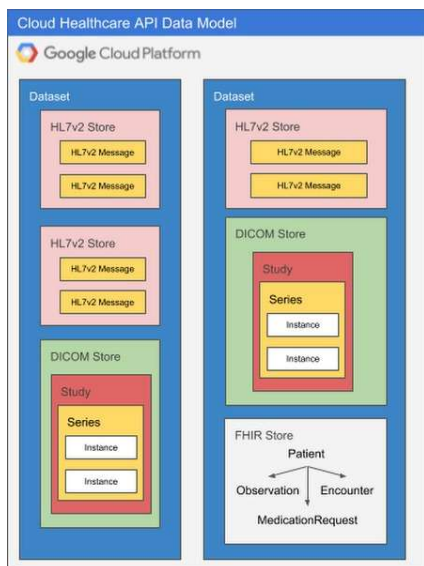 Cloud Healthcare API Data Model
Google Cloud Platform
Dataset
HL7v2 Store
HL7v2 Message
HL7v2 Message
HL7v2 Store
HL7v2 Message
HL7v2 Message
DICOM Store
Study
Series
Instance
Instance
Dataset
HL7v2 Store
HL7v2 Message
HL7v2 Message
DICOM Store
Study
Series
Instance
Instance
FHIR Store
Patient
Observation Encounter
MedicationRequest